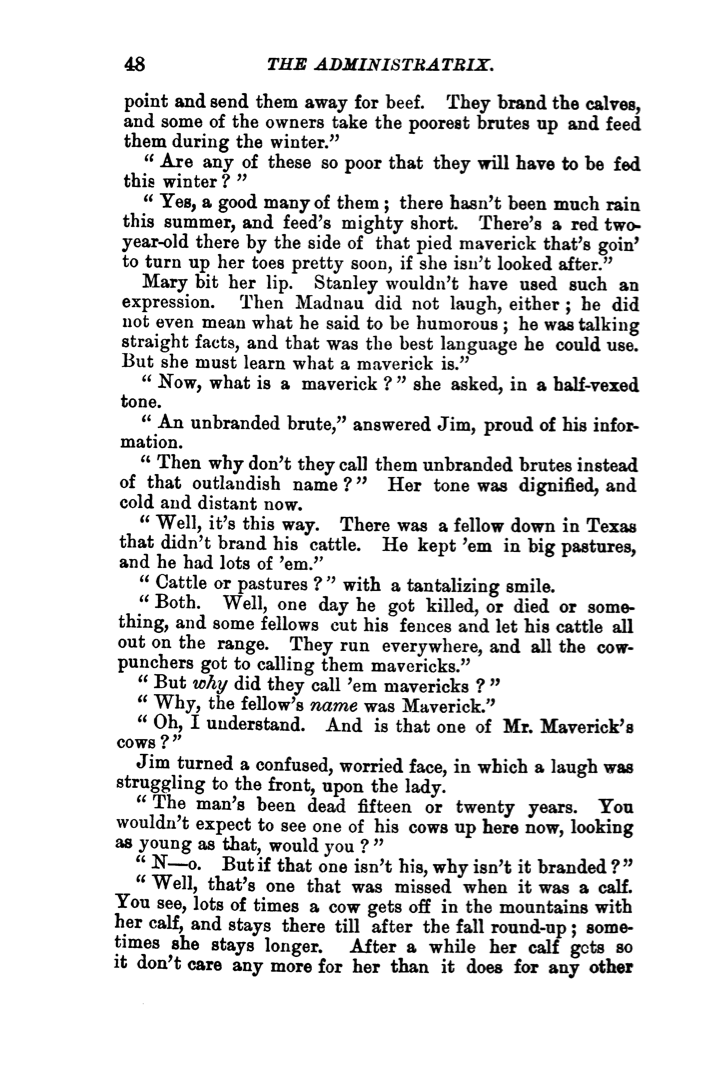 48 THE ADMINISTRATRIX.
point and send them away for beef. They brand the calves,
and some of the owners take the poorest brutes up and feed
them during the winter.”
“ Are any of these so poor that they will have to be fed
this winter ? ”
“ Yes, a good many of them ; there hasn’t been much rain
this summer, and feed’s mighty short. There’s a red two-
year-old there by the side of that pied maverick that’s goin’
to turn up her toes pretty soon, if she isn’t looked after.”
Mary bit her lip. Stanley wouldn’t have used such an
expression. Then Madnau did not laugh, either ; he did
not even mean what he said to be humorous ; he was talking
straight facts, and that was the best language he could use.
But she must learn what a maverick is.”
“ Now, what is a maverick ? ” she asked, in a half-vexed
tone.
“ An unbranded brute,” answered Jim, proud of his infor-
mation.
“ Then why don’t they call them unbranded brutes instead
of that outlandish name ? ” Her tone was dignified, and
cold and distant now.
“ Well, it’s this way. There was a fellow down in Texas
that didn’t brand his cattle. He kept ’em in big pastures,
and he had lots of ’em.”
“ Cattle or pastures ? ” with a tantalizing smile.
“ Both. Well, one day he got killed, or died or some-
thing, and some fellows cut his fences and let his cattle all
out on the range. They run everywhere, and all the cow-
punchers got to calling them mavericks.”
“ But why did they call ’em mavericks ? ”
“ Why, the fellow’s name was Maverick.”
“ Oh, I understand. And is that one of Mr. Maverick’s
cows ? ”
Jim turned a confused, worried face, in which a laugh was
struggling to the front, upon the lady.
“ The man’s been dead fifteen or twenty years. You
wouldn’t expect to see one of his cows up here now, looking
as young as that, would you ? ”
“ N—o. But if that one isn’t his, why isn’t it branded ? ”
“ Well, that’s one that was missed when it was a calf.
You see, lots of times a cow gets off in the mountains with
her calf, and stays there till after the fall round-up ; some-
times she stays longer. After a while her calf gets so
it don’t care any more for her than it does for any other